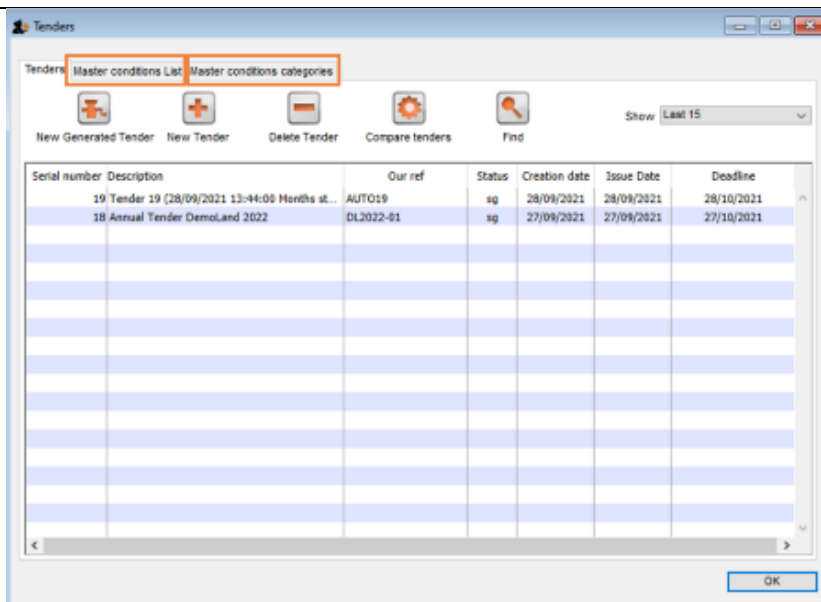 Tenders
Tenders Master conditions List Master conditions categories
New Generated Tender New Tender Delete Tender Compare tenders Find Show Last 15
Serial number Description Our ref Status Creation date Issue Date Deadline
19 Tender 19 (28/09/2021 13:44:00 Months st... AUTO19 sg 28/09/2021 28/09/2021 28/10/2021
18 Annual Tender DemoLand 2022 DL2022-01 sg 27/09/2021 27/09/2021 27/10/2021
OK